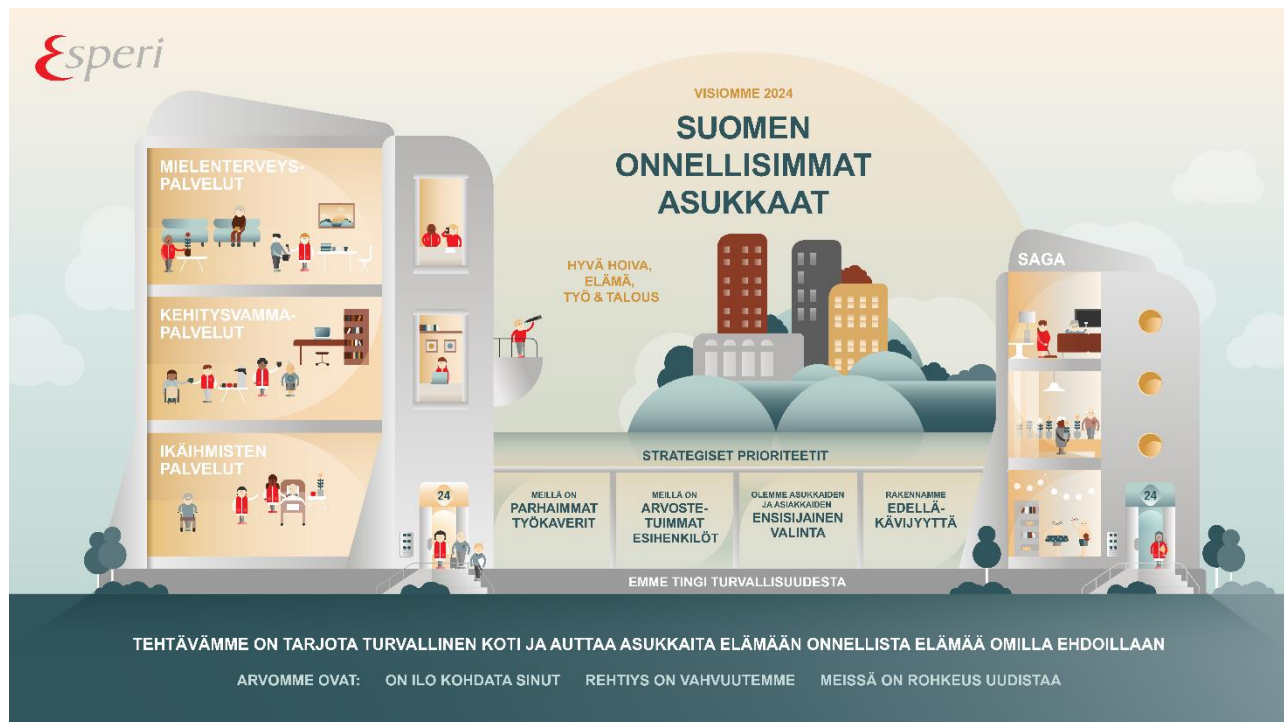 Esperi
VISIOMME 2024
SUOMEN
ONNELLISIMMAT
ASUKKAAT
HYVÄ HOIVA,
ELÄMÄ,
TYÖ & TALOUS
MIELENTERVEYS-
PALVELUT
KEHITYSVAMMA-
PALVELUT
IKÄIHMISTEN
PALVELUT
24
SAGA
24
STRATEGISET PRIORITEETIT
MEILLÄ ON
PARHAIMMAT
TYÖKAVERIT
MEILLÄ ON
ARVOSTE-
TUIMMAT
ESIHENKILÖT
OLEMME ASUKKAIDEN
JA ASIAKKAIDEN
ENSISIJAINEN
VALINTA
RAKENNAMME
EDELLÄ-
KÄVIJYYTTÄ
EMME TINGI TURVALLISUUDESTA
TEHTÄVÄMME ON TARJOTA TURVALLINEN KOTI JA AUTTAA ASUKKAITA ELÄMÄÄN ONNELLISTA ELÄMÄÄ OMILLA EHDOILLAAN
ARVOMME OVAT: ON ILO KOHDATA SINUT REHTIYS ON VAHVUUTEMME MEISSÄ ON ROHKEUS UUDISTAA